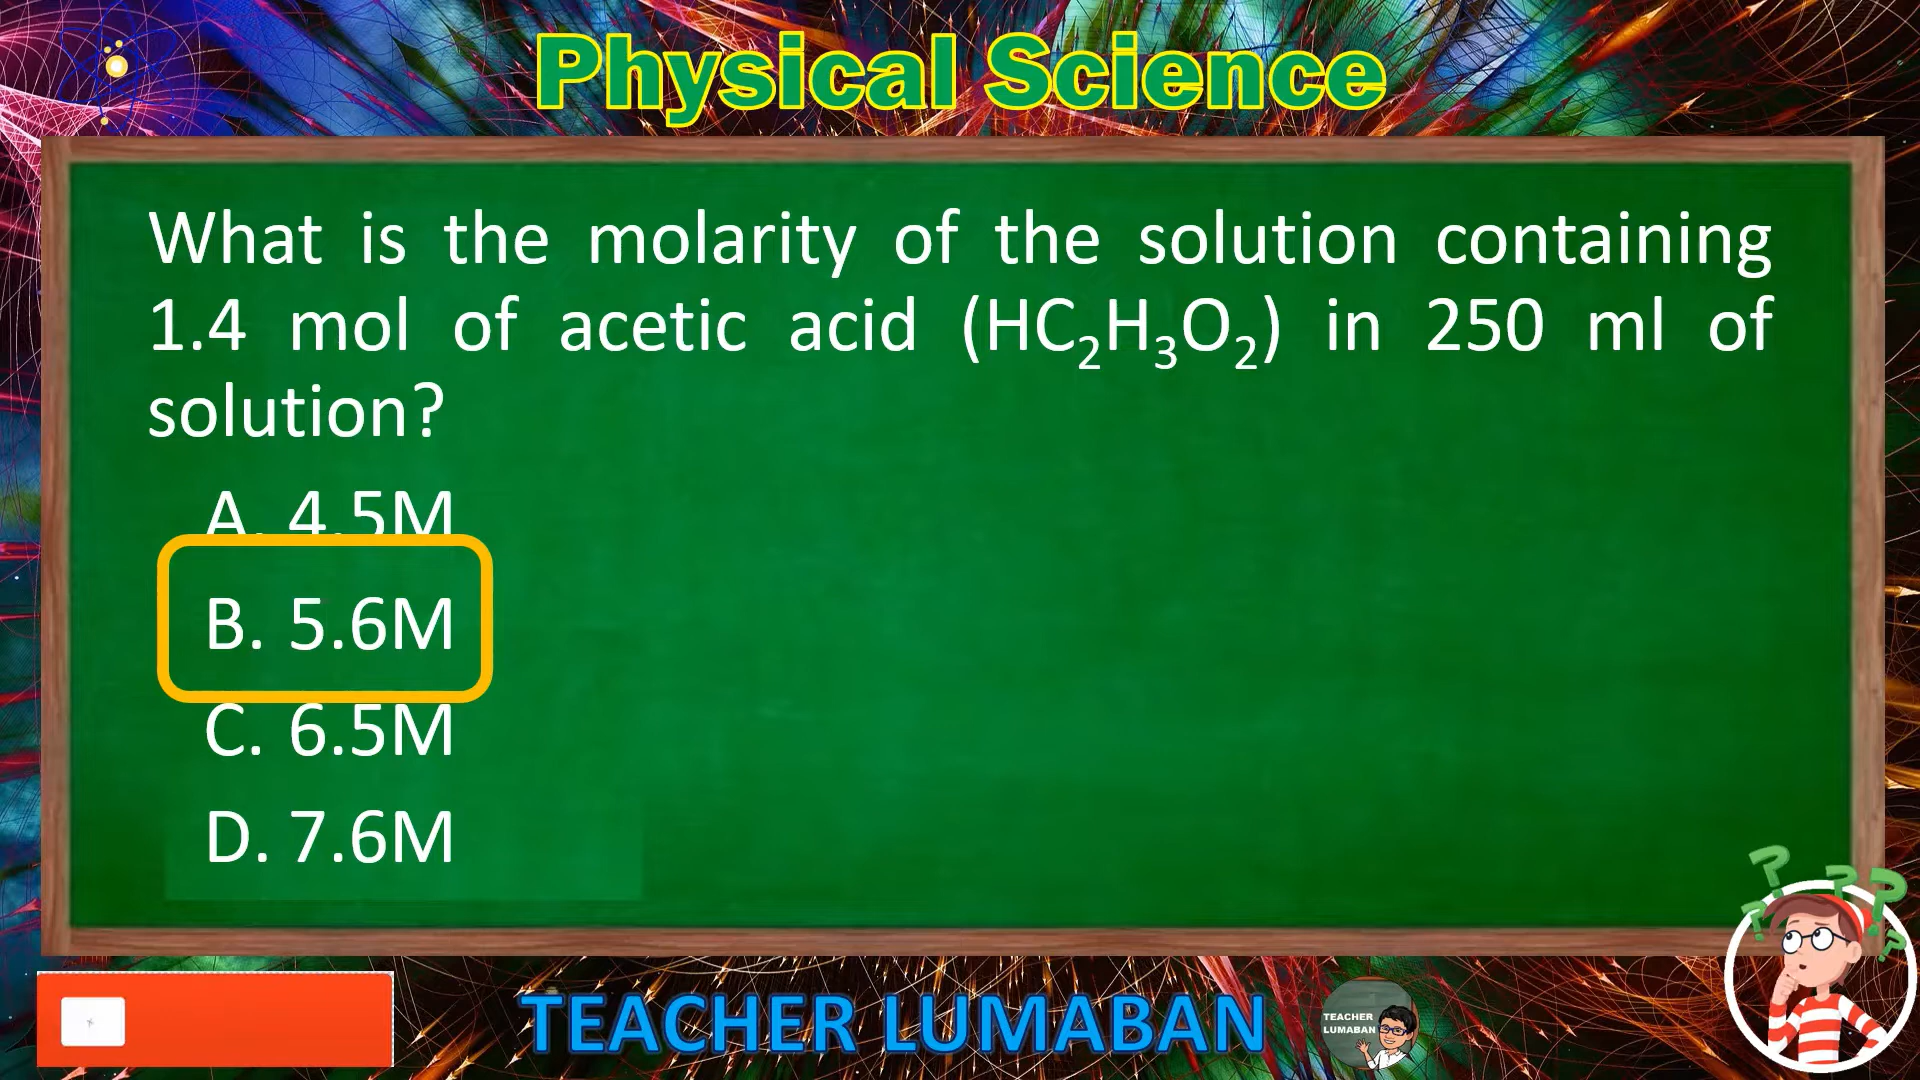 Physical Science
What is the molarity of the solution containing
1.4 mol of acetic acid (HC₂H₃O₂) in 250 ml of
solution?
A. 4.5M
B. 5.6M
C. 6.5M
D. 7.6M
TEACHER LUMABAN
TEACHER
LUMABAN